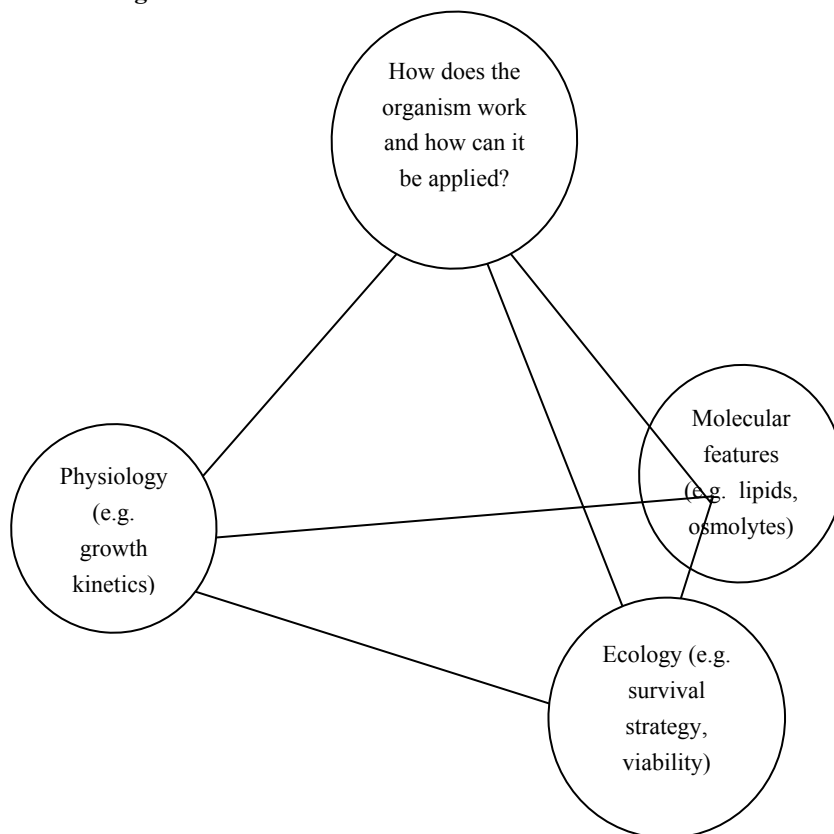 How does the
organism work
and how can it
be applied?
Molecular
features
(e.g. lipids,
osmolytes)
Physiology
(e.g.
growth
kinetics)
Ecology (e.g.
survival
strategy,
viability)